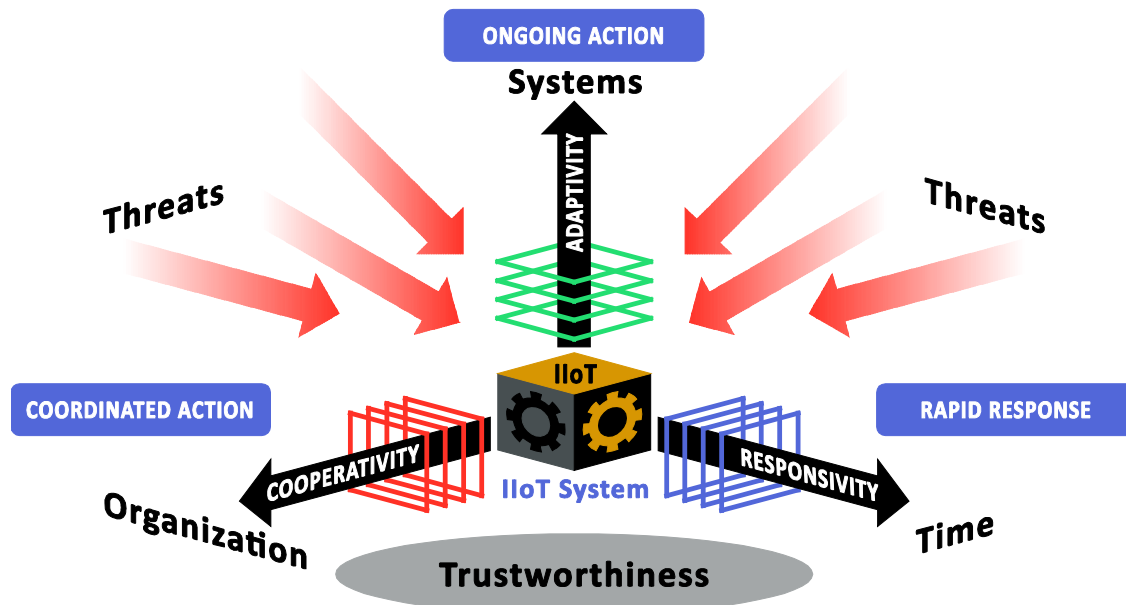 ONGOING ACTION
Systems
ADAPTIVITY
Threats
Threats
COORDINATED ACTION
IIoT
RAPID RESPONSE
COOPERATIVITY
RESPONSIVITY
IIoT System
Organization
Time
Trustworthiness